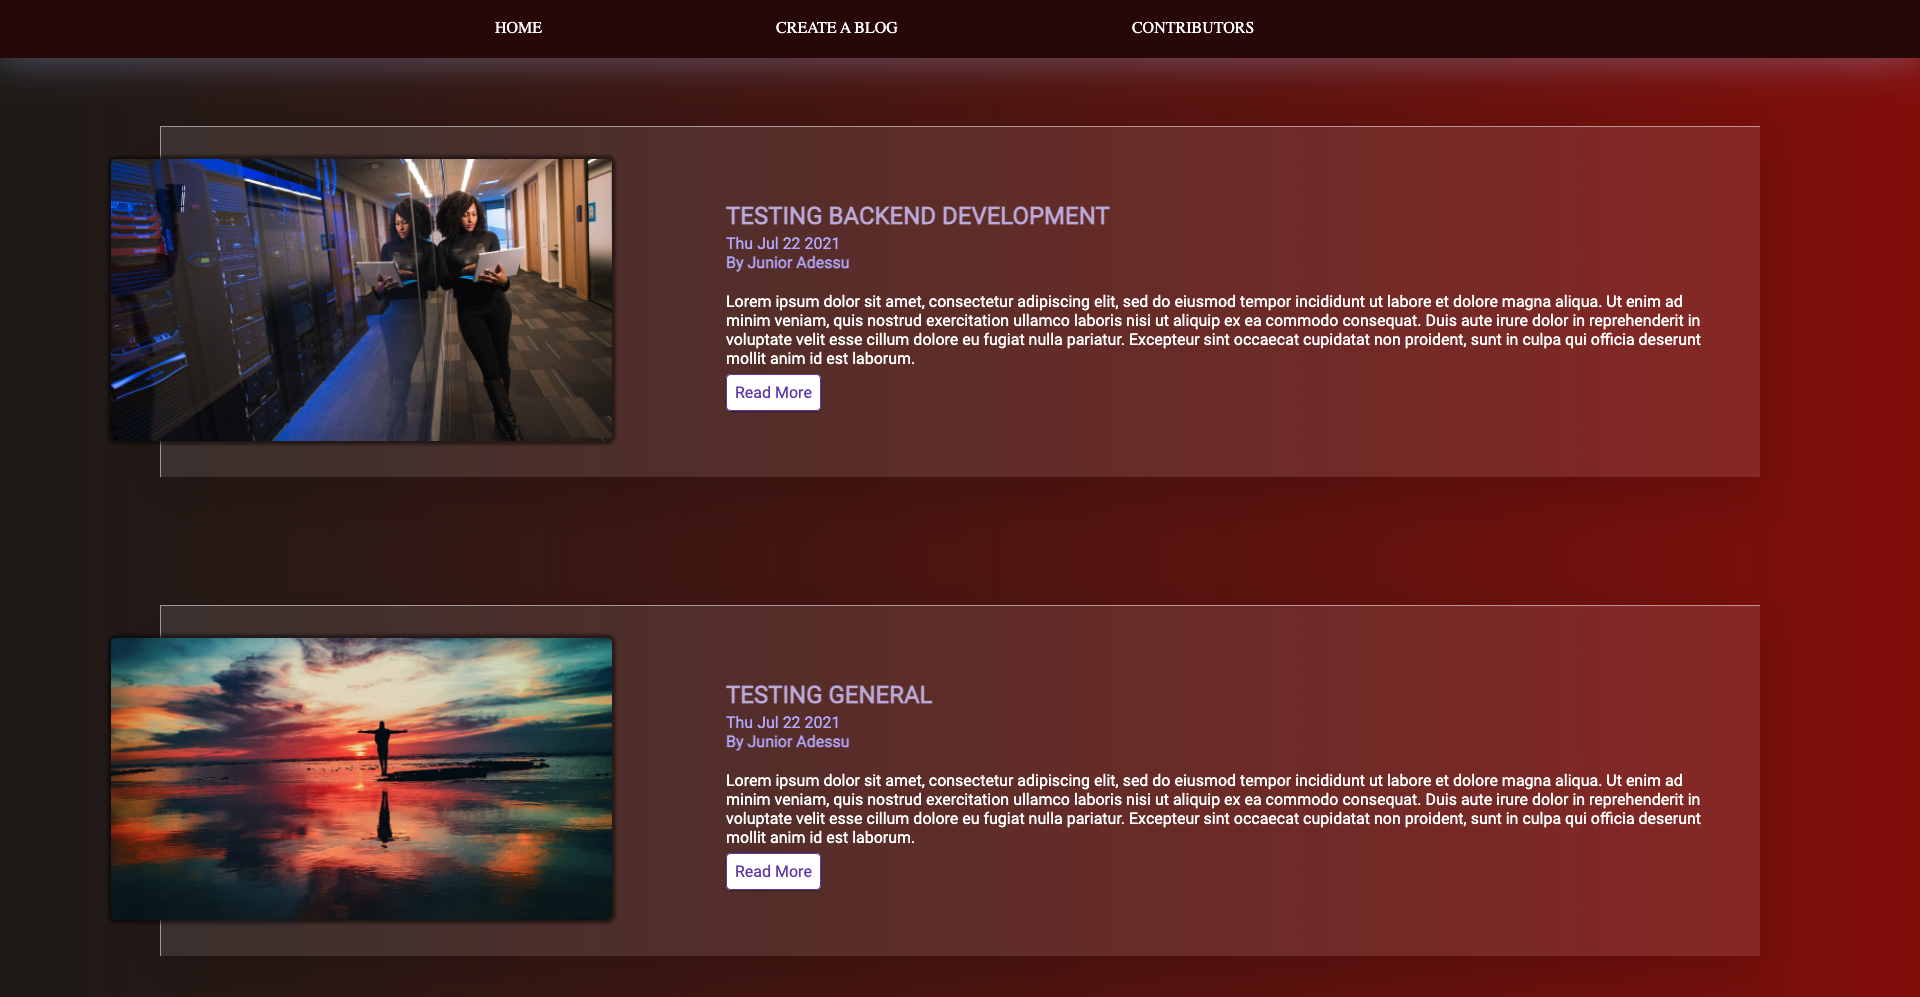 HOME CREATE A BLOG CONTRIBUTORS
TESTING BACKEND DEVELOPMENT
Thu Jul 22 2021
By Junior Adessu
Lorem ipsum dolor sit amet, consectetur adipiscing elit, sed do eiusmod tempor incididunt ut labore et dolore magna aliqua. Ut enim ad
minim veniam, quis nostrud exercitation ullamco laboris nisi ut aliquip ex ea commodo consequat. Duis aute irure dolor in reprehenderit in
voluptate velit esse cillum dolore eu fugiat nulla pariatur. Excepteur sint occaecat cupidatat non proident, sunt in culpa qui officia deserunt
mollit anim id est laborum.
Read More
TESTING GENERAL
Thu Jul 22 2021
By Junior Adessu
Lorem ipsum dolor sit amet, consectetur adipiscing elit, sed do eiusmod tempor incididunt ut labore et dolore magna aliqua. Ut enim ad
minim veniam, quis nostrud exercitation ullamco laboris nisi ut aliquip ex ea commodo consequat. Duis aute irure dolor in reprehenderit in
voluptate velit esse cillum dolore eu fugiat nulla pariatur. Excepteur sint occaecat cupidatat non proident, sunt in culpa qui officia deserunt
mollit anim id est laborum.
Read More